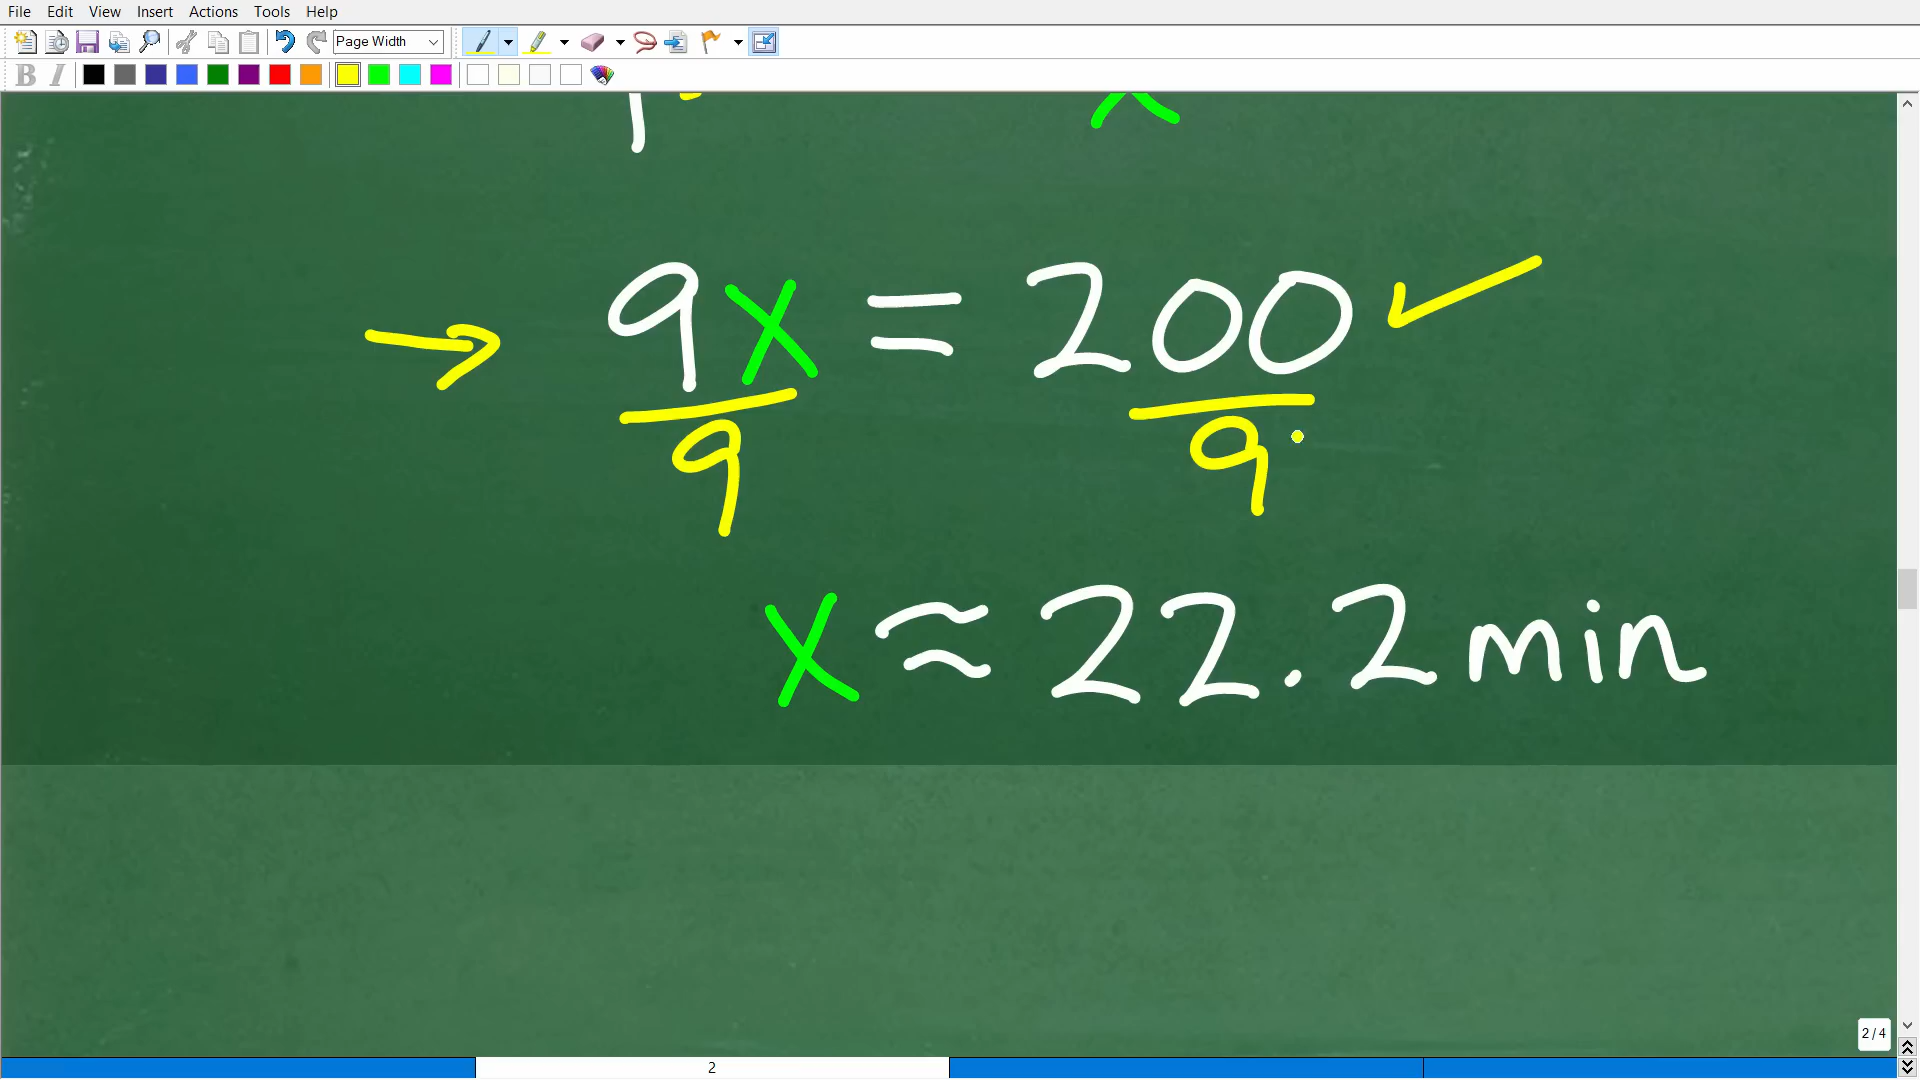 File Edit View Insert Actions Tools Help
Page Width
B I
x
9x = 200
9 9
x ≈ 22.2 min
2 / 4
2